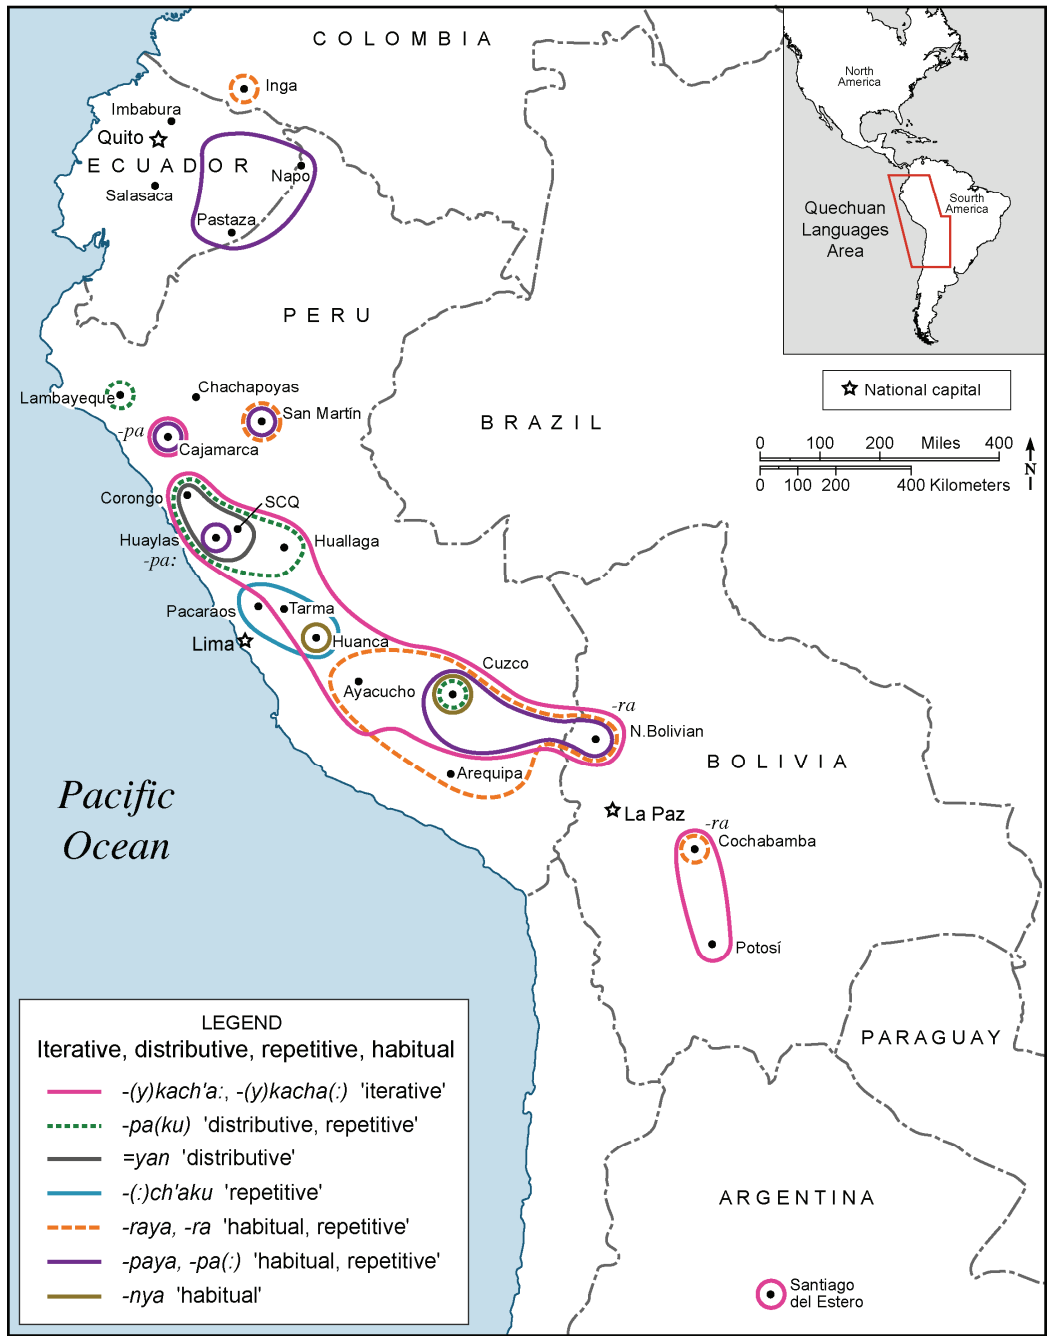 COLOMBIA
Inga
Imbabura
Quito
ECUADOR
Napo
Salasaca
Pastaza
North
America
South
America
Quechuan
Languages
Area
PERU
National capital
Lambayeque
Chachapoyas
San Martín
-pa
Cajamarca
BRAZIL
0 100 200 Miles 400
0 100 200 400 Kilometers
N
Corongo
SCQ
Huaylas
-pa:
Huallaga
Pacaraos
Tarma
Lima
Huanca
Cuzco
Ayacucho
-ra
N.Bolivian
Arequipa
BOLIVIA
Pacific
Ocean
La Paz
-ra
Cochabamba
Potosí
PARAGUAY
ARGENTINA
Santiago
del Estero
LEGEND
Iterative, distributive, repetitive, habitual
-(y)kach'a:, -(y)kacha(:) 'iterative'
-pa(ku) 'distributive, repetitive'
=yan 'distributive'
-(:)ch'aku 'repetitive'
-raya, -ra 'habitual, repetitive'
-paya, -pa(:) 'habitual, repetitive'
-nya 'habitual'